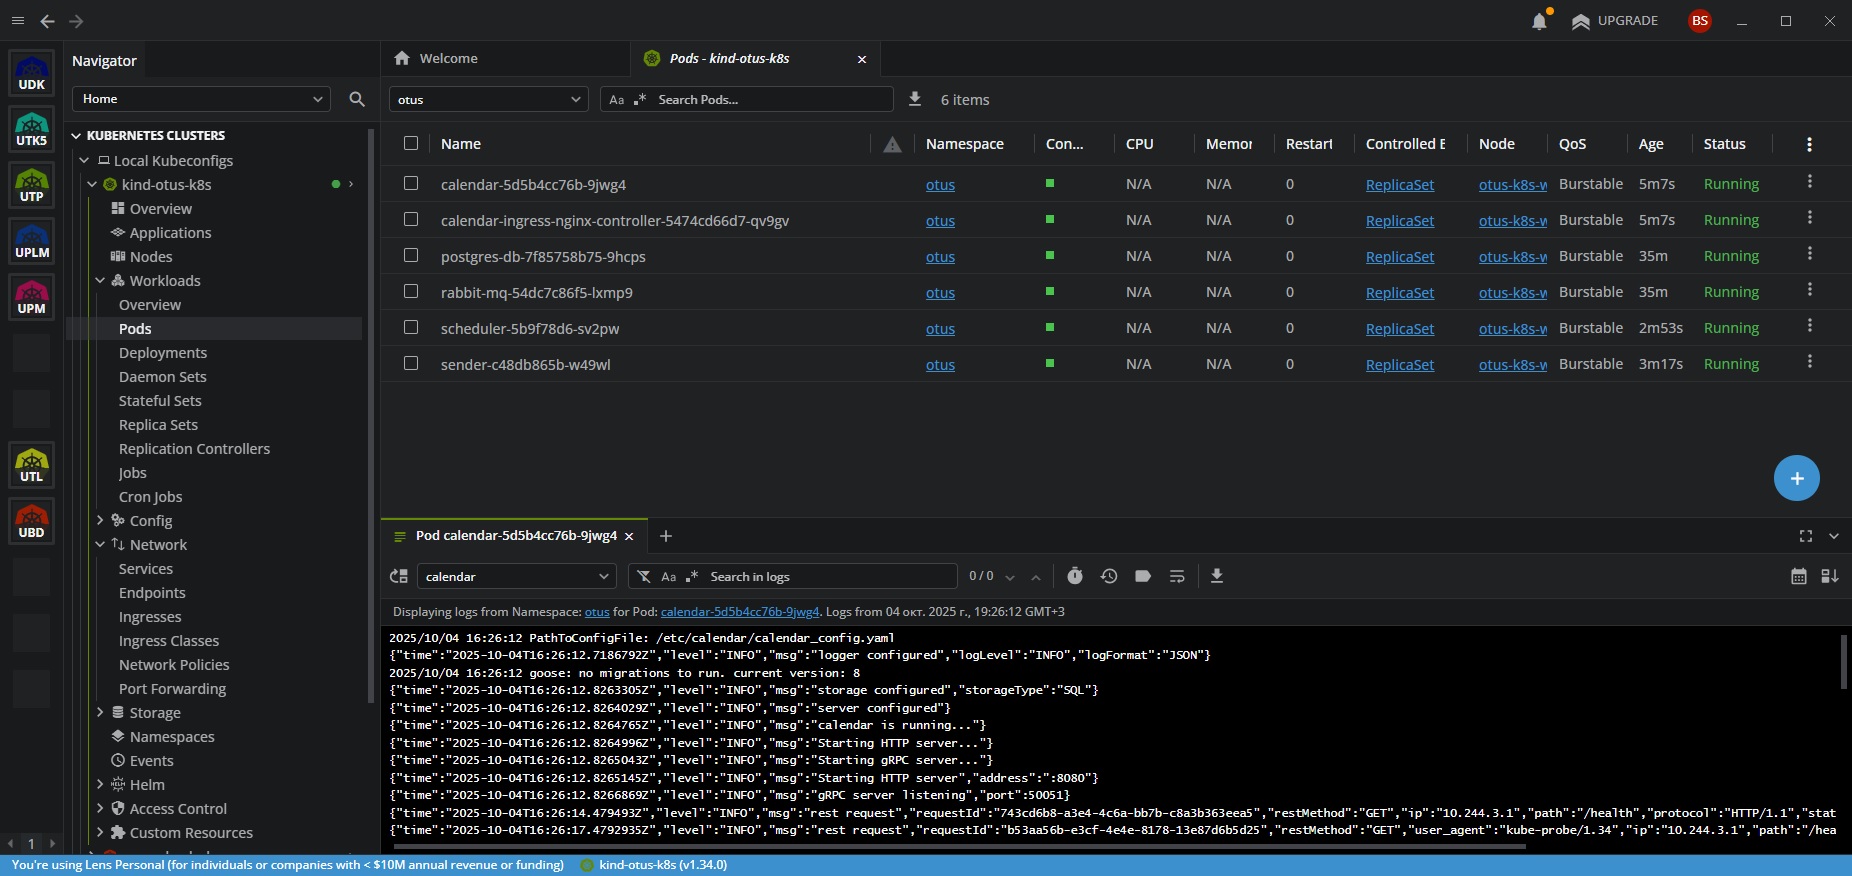 UPGRADE
BS
UDK
UTK5
UTP
UPLM
UPM
UTL
UBD
1
Navigator
Home
KUBERNETES CLUSTERS
Local Kubeconfigs
kind-otus-k8s
Overview
Applications
Nodes
Workloads
Overview
Pods
Deployments
Daemon Sets
Stateful Sets
Replica Sets
Replication Controllers
Jobs
Cron Jobs
Config
Network
Services
Endpoints
Ingresses
Ingress Classes
Network Policies
Port Forwarding
Storage
Namespaces
Events
Helm
Access Control
Custom Resources
Welcome
Pods - kind-otus-k8s
otus
Aa .* Search Pods...
6 items
Name Namespace Con... CPU Memor Restart Controlled E Node QoS Age Status
calendar-5d5b4cc76b-9jwg4 otus N/A N/A 0 ReplicaSet otus-k8s-w Burstable 5m7s Running
calendar-ingress-nginx-controller-5474cd66d7-qv9gv otus N/A N/A 0 ReplicaSet otus-k8s-w Burstable 5m7s Running
postgres-db-7f85758b75-9hcps otus N/A N/A 0 ReplicaSet otus-k8s-w Burstable 35m Running
rabbit-mq-54dc7c86f5-lxmp9 otus N/A N/A 0 ReplicaSet otus-k8s-w Burstable 35m Running
scheduler-5b9f78d6-sv2pw otus N/A N/A 0 ReplicaSet otus-k8s-w Burstable 2m53s Running
sender-c48db865b-w49wl otus N/A N/A 0 ReplicaSet otus-k8s-w Burstable 3m17s Running
Pod calendar-5d5b4cc76b-9jwg4
calendar
Aa .* Search in logs
0 / 0
Displaying logs from Namespace: otus for Pod: calendar-5d5b4cc76b-9jwg4. Logs from 04 окт. 2025 г., 19:26:12 GMT+3
2025/10/04 16:26:12 PathToConfigFile: /etc/calendar/calendar_config.yaml
{"time":"2025-10-04T16:26:12.7186792Z","level":"INFO","msg":"logger configured","logLevel":"INFO","logFormat":"JSON"}
2025/10/04 16:26:12 goose: no migrations to run. current version: 8
{"time":"2025-10-04T16:26:12.8263305Z","level":"INFO","msg":"storage configured","storageType":"SQL"}
{"time":"2025-10-04T16:26:12.8264029Z","level":"INFO","msg":"server configured"}
{"time":"2025-10-04T16:26:12.8264765Z","level":"INFO","msg":"calendar is running..."}
{"time":"2025-10-04T16:26:12.8264996Z","level":"INFO","msg":"Starting HTTP server..."}
{"time":"2025-10-04T16:26:12.8265043Z","level":"INFO","msg":"Starting gRPC server..."}
{"time":"2025-10-04T16:26:12.8265145Z","level":"INFO","msg":"Starting HTTP server","address":":8080"}
{"time":"2025-10-04T16:26:12.8266869Z","level":"INFO","msg":"gRPC server listening","port":50051}
{"time":"2025-10-04T16:26:14.479493Z","level":"INFO","msg":"rest request","requestId":"743cd6b8-a3e4-4c6a-bb7b-c8a3b363eea5","restMethod":"GET","ip":"10.244.3.1","path":"/health","protocol":"HTTP/1.1","stat
{"time":"2025-10-04T16:26:17.4792935Z","level":"INFO","msg":"rest request","requestId":"b53aa56b-e3cf-4e4e-8178-13e87d6b5d25","restMethod":"GET","user_agent":"kube-probe/1.34","ip":"10.244.3.1","path":"/hea
You're using Lens Personal (for individuals or companies with < $10M annual revenue or funding)
kind-otus-k8s (v1.34.0)